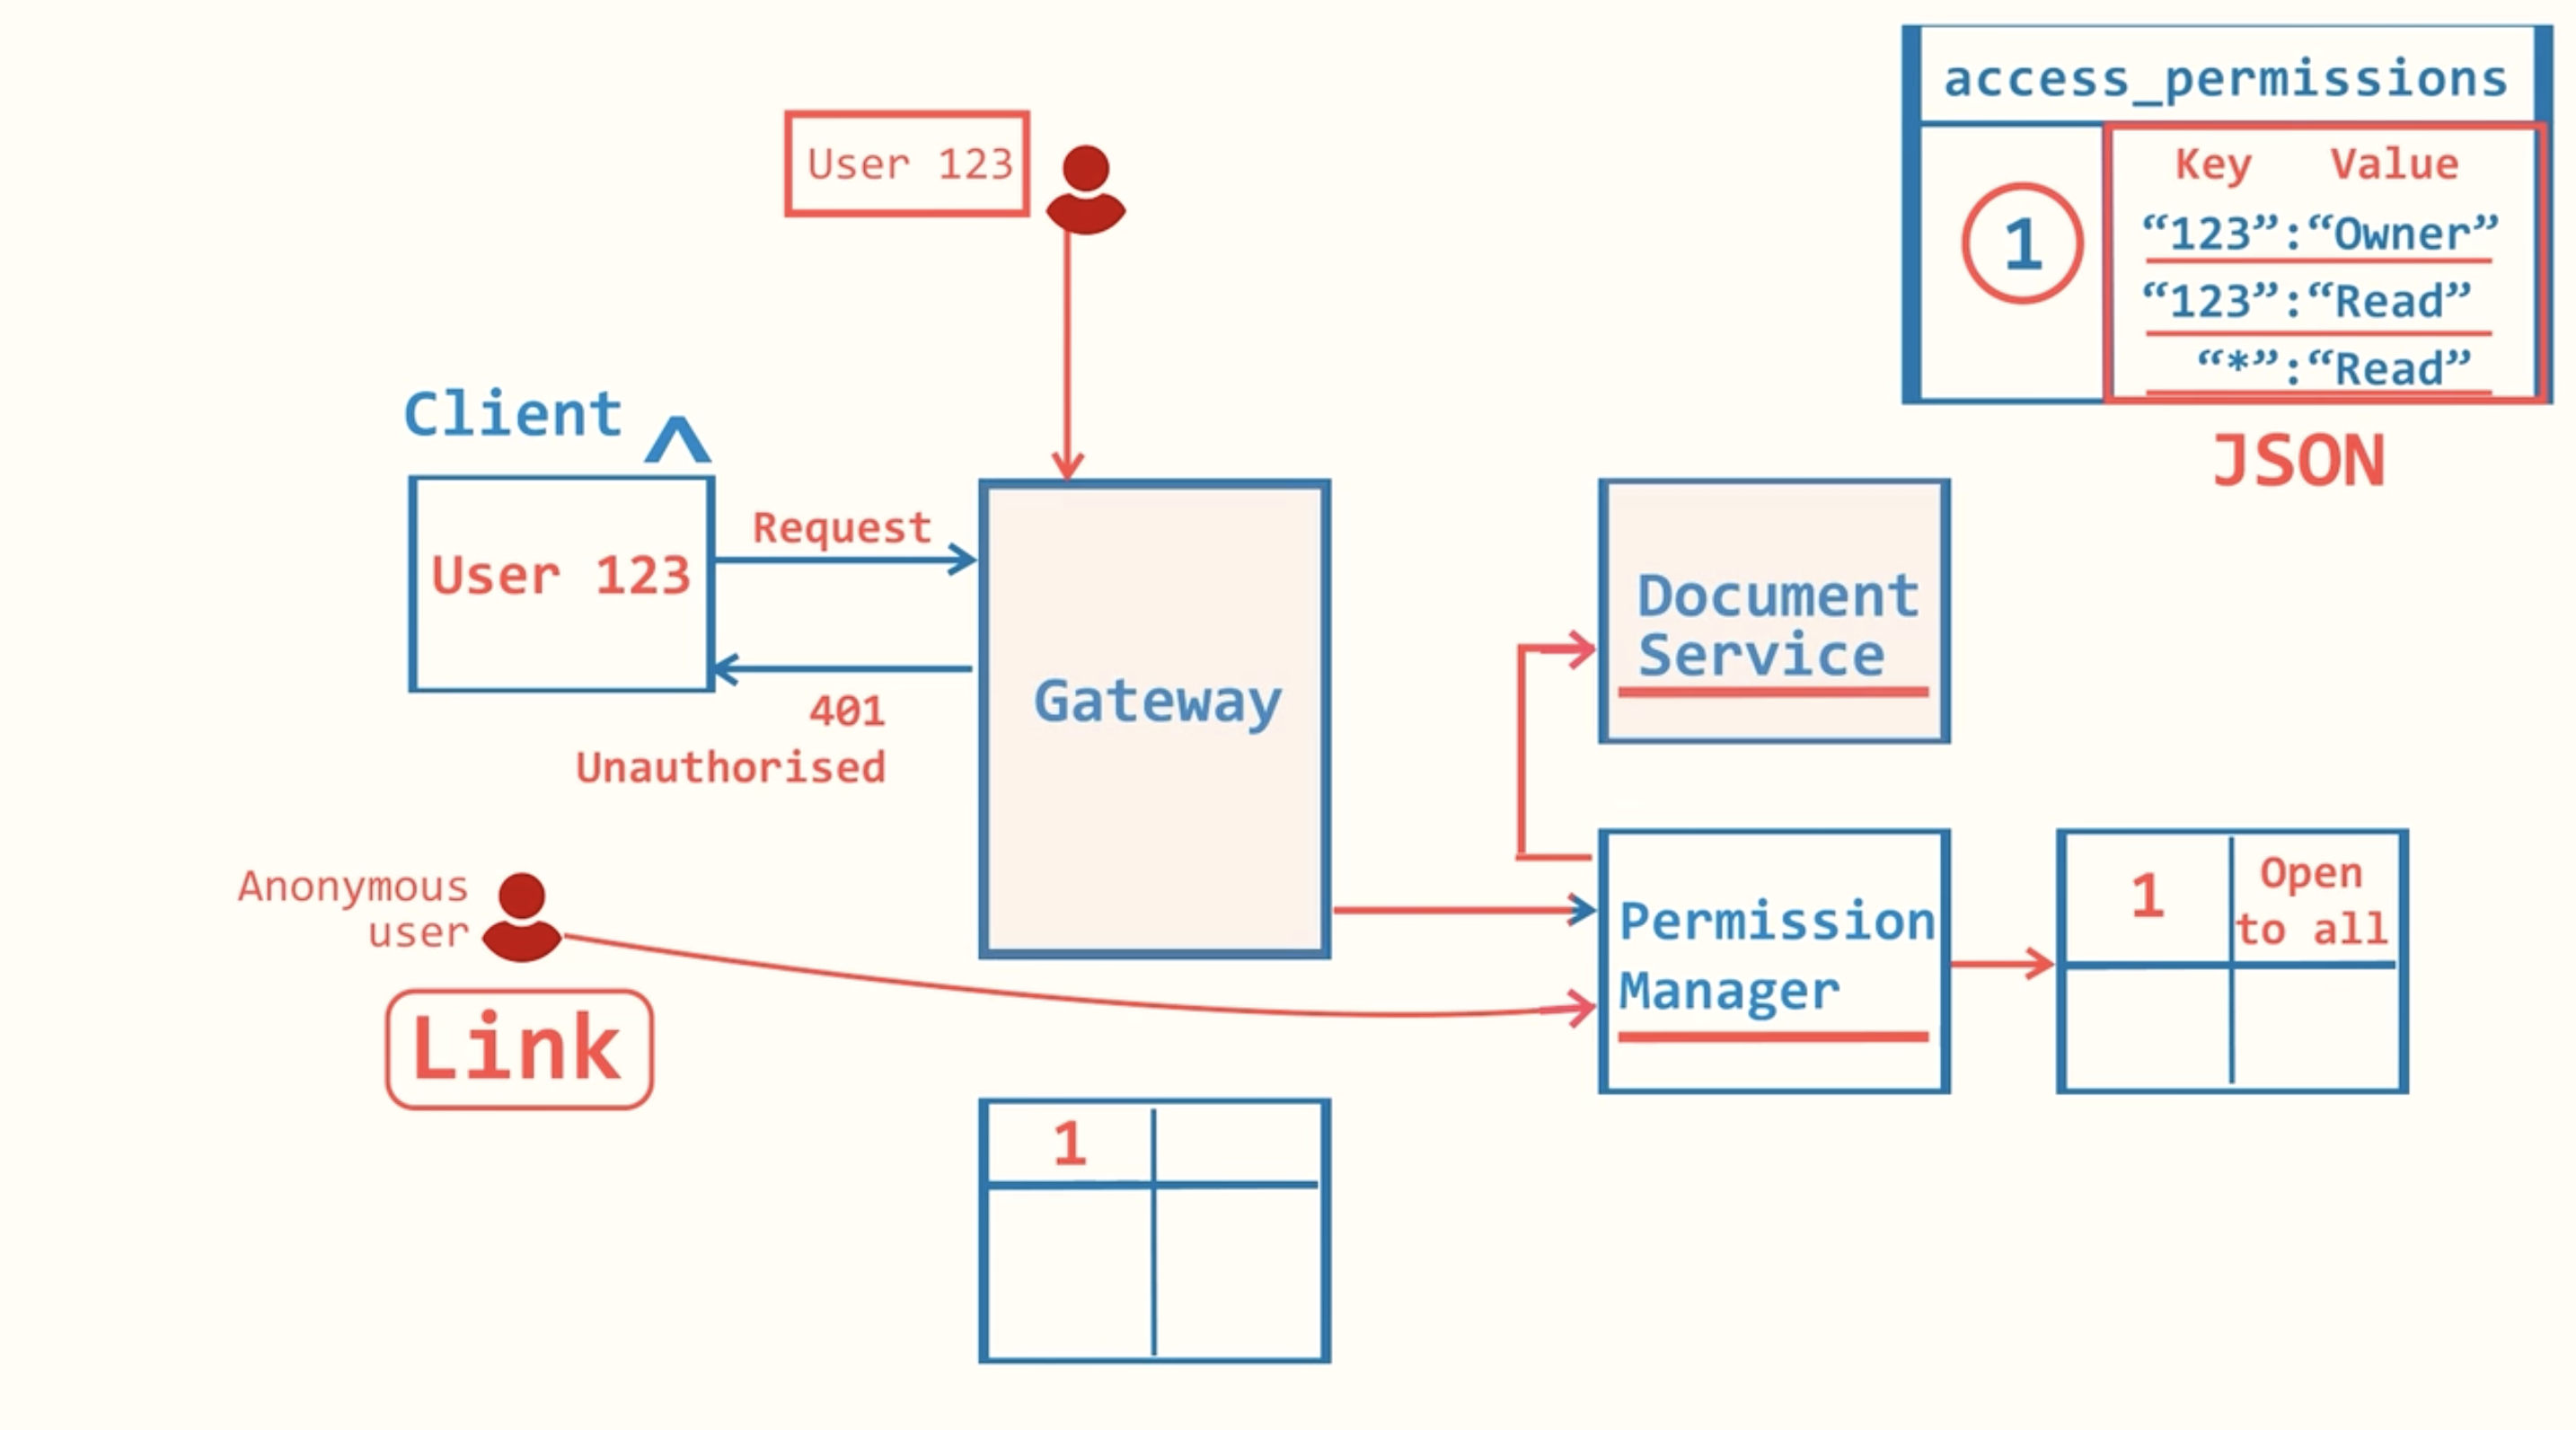 access_permissions
User 123
Key Value
1
“123”:“Owner”
“123”:“Read”
“*”:“Read”
JSON
Client
User 123
Request
401
Unauthorised
Gateway
Document
Service
Anonymous
user
Link
Permission
Manager
1
Open
to all
1